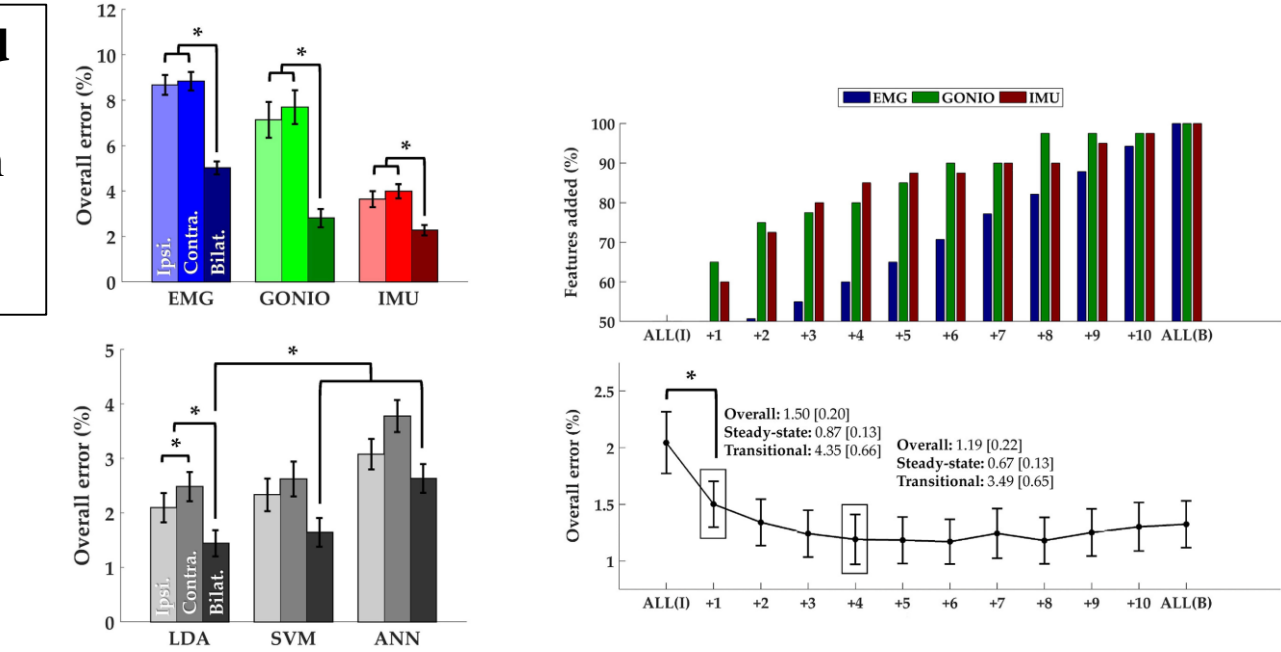 12
10
8
6
4
2
0
Overall error (%)
*
*
*
Ipsi.
Contra.
Bilat.
EMG GONIO IMU
5
4
3
2
1
0
Overall error (%)
*
*
*
Ipsi.
Contra.
Bilat.
LDA SVM ANN
EMG GONIO IMU
100
90
80
70
60
50
Features added (%)
ALL(I) +1 +2 +3 +4 +5 +6 +7 +8 +9 +10 ALL(B)
2.5
2
1.5
1
Overall error (%)
*
Overall: 1.50 [0.20]
Steady-state: 0.87 [0.13]
Transitional: 4.35 [0.66]
Overall: 1.19 [0.22]
Steady-state: 0.67 [0.13]
Transitional: 3.49 [0.65]
ALL(I) +1 +2 +3 +4 +5 +6 +7 +8 +9 +10 ALL(B)